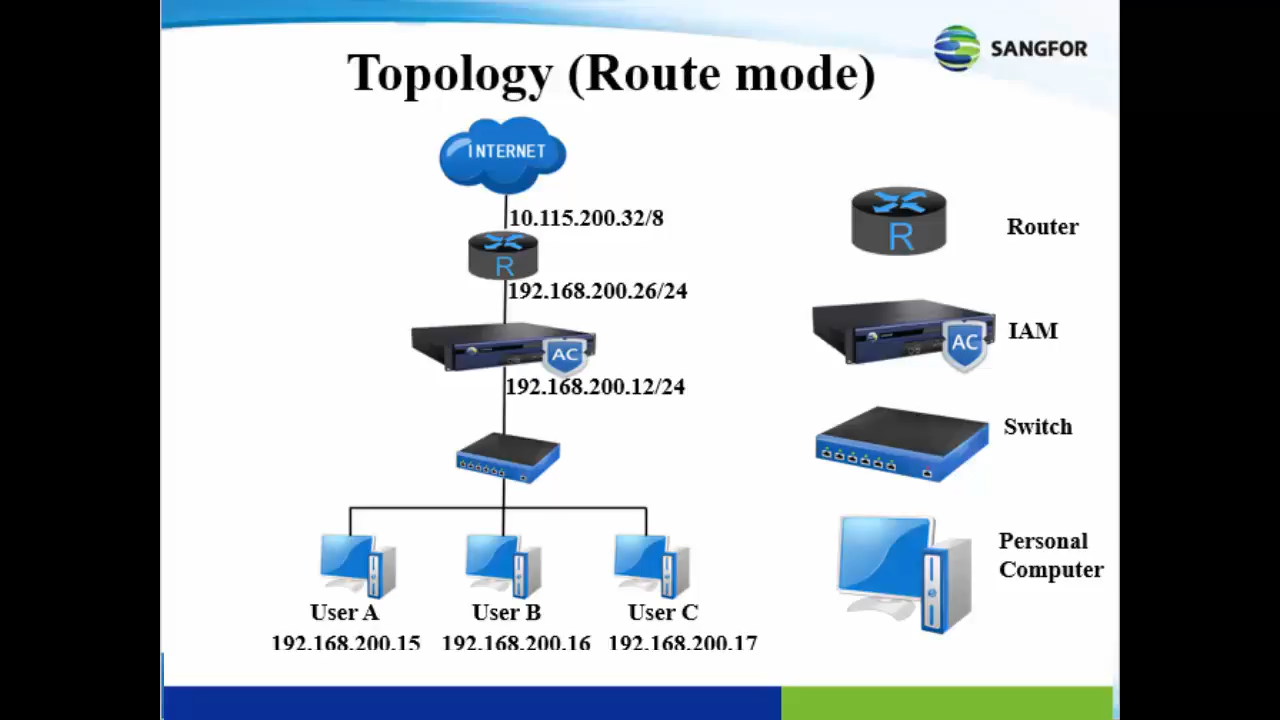 SANGFOR
Topology (Route mode)
INTERNET
10.115.200.32/8
R
192.168.200.26/24
AC
192.168.200.12/24
User A
User B
User C
192.168.200.15
192.168.200.16
192.168.200.17
R
Router
AC
IAM
Switch
Personal
Computer